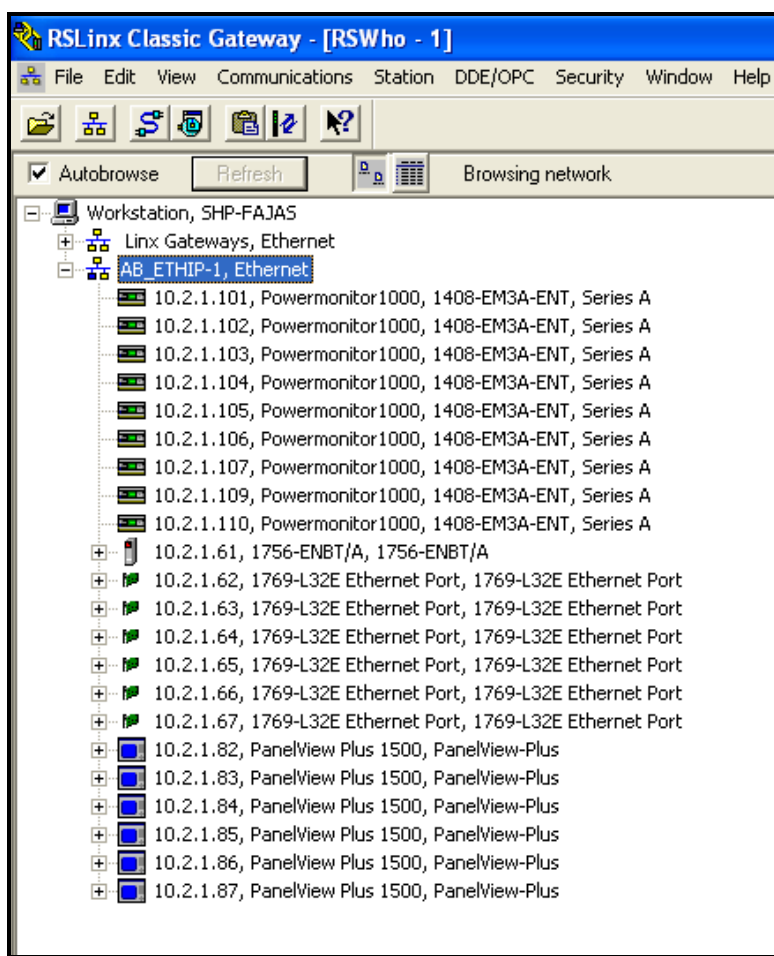 RSLinx Classic Gateway - [RSWho - 1]
File Edit View Communications Station DDE/OPC Security Window Help
Autobrowse Refresh Browsing network
Workstation, SHP-FAJAS
Linx Gateways, Ethernet
AB_ETHIP-1, Ethernet
10.2.1.101, Powermonitor1000, 1408-EM3A-ENT, Series A
10.2.1.102, Powermonitor1000, 1408-EM3A-ENT, Series A
10.2.1.103, Powermonitor1000, 1408-EM3A-ENT, Series A
10.2.1.104, Powermonitor1000, 1408-EM3A-ENT, Series A
10.2.1.105, Powermonitor1000, 1408-EM3A-ENT, Series A
10.2.1.106, Powermonitor1000, 1408-EM3A-ENT, Series A
10.2.1.107, Powermonitor1000, 1408-EM3A-ENT, Series A
10.2.1.109, Powermonitor1000, 1408-EM3A-ENT, Series A
10.2.1.110, Powermonitor1000, 1408-EM3A-ENT, Series A
10.2.1.61, 1756-ENBT/A, 1756-ENBT/A
10.2.1.62, 1769-L32E Ethernet Port, 1769-L32E Ethernet Port
10.2.1.63, 1769-L32E Ethernet Port, 1769-L32E Ethernet Port
10.2.1.64, 1769-L32E Ethernet Port, 1769-L32E Ethernet Port
10.2.1.65, 1769-L32E Ethernet Port, 1769-L32E Ethernet Port
10.2.1.66, 1769-L32E Ethernet Port, 1769-L32E Ethernet Port
10.2.1.67, 1769-L32E Ethernet Port, 1769-L32E Ethernet Port
10.2.1.82, PanelView Plus 1500, PanelView-Plus
10.2.1.83, PanelView Plus 1500, PanelView-Plus
10.2.1.84, PanelView Plus 1500, PanelView-Plus
10.2.1.85, PanelView Plus 1500, PanelView-Plus
10.2.1.86, PanelView Plus 1500, PanelView-Plus
10.2.1.87, PanelView Plus 1500, PanelView-Plus